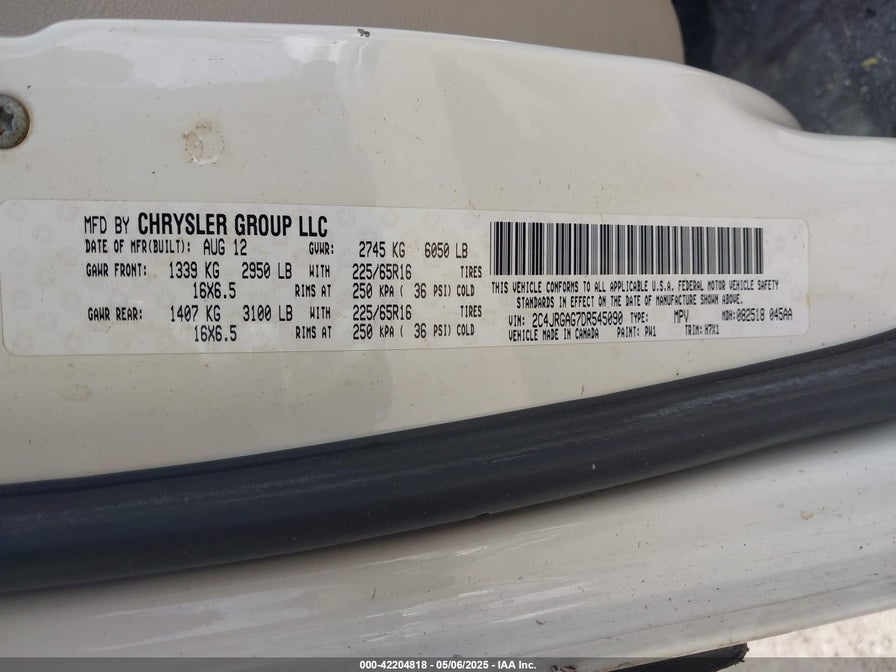 MFD BY CHRYSLER GROUP LLC
DATE OF MFR(BUILT): AUG 12 GVWR: 2745 KG 6050 LB
GAWR FRONT: 1339 KG 2950 LB WITH 225/65R16 TIRES
16X6.5 RIMS AT 250 KPA ( 36 PSI) COLD
GAWR REAR: 1407 KG 3100 LB WITH 225/65R16 TIRES
16X6.5 RIMS AT 250 KPA ( 36 PSI) COLD
THIS VEHICLE CONFORMS TO ALL APPLICABLE U.S.A. FEDERAL MOTOR VEHICLE SAFETY
STANDARDS IN EFFECT ON THE DATE OF MANUFACTURE SHOWN ABOVE.
VIN: 2C4JRGAG7DR545090 TYPE: MPV MDH: 082518 045AA
VEHICLE MADE IN CANADA PAINT: PW1 TRIM: H7X1
000-42204818 - 05/06/2025 - IAA Inc.